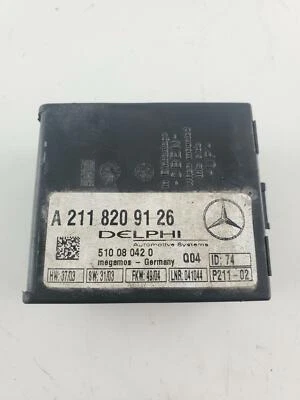 A 211 820 91 26
DELPHI
Automotive Systems
510 08 042 0
megamos - Germany
Q04
ID: 74
HW: 37/03
SW: 31/03
FKW: 49/04
LNR: 041044
P211-02